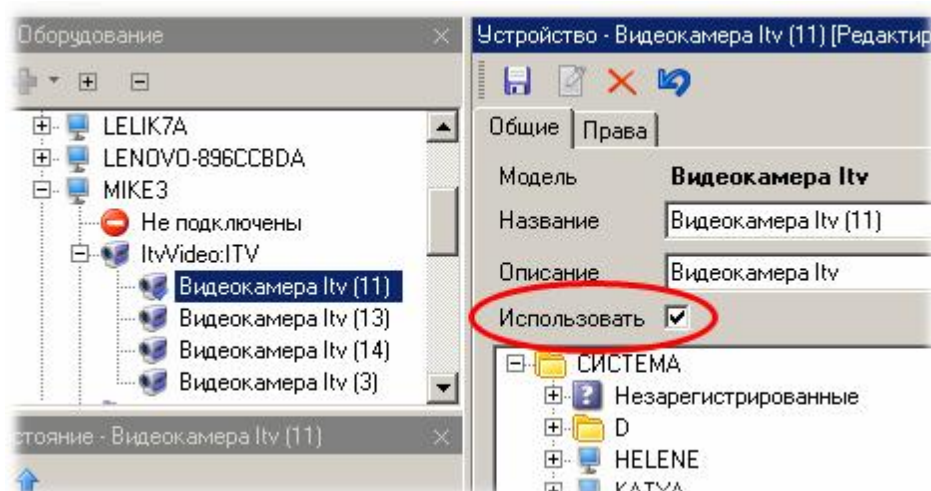 Оборудование
LELIK7A
LENOVO-896CCBDA
MIKE3
Не подключены
ItvVideo:ITV
Видеокамера Itv (11)
Видеокамера Itv (13)
Видеокамера Itv (14)
Видеокамера Itv (3)
стояние - Видеокамера Itv (11)
Устройство - Видеокамера Itv (11) [Редактир
Общие Права
Модель Видеокамера Itv
Название Видеокамера Itv (11)
Описание Видеокамера Itv
Использовать
СИСТЕМА
Незарегистрированные
D
HELENE
KATYA